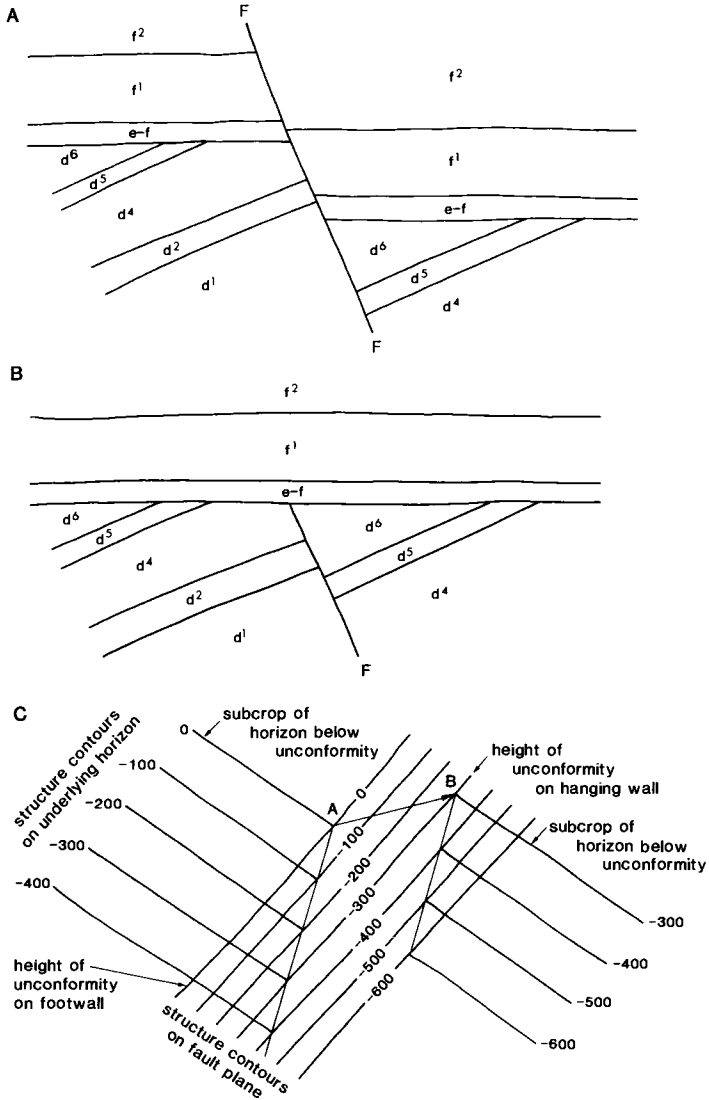 A
F
f²
f²
f¹
f¹
e-f
e-f
d⁶
d⁵
d⁴
d²
d¹
d⁶
d⁵
d⁴
F
B
f²
f¹
e-f
d⁶
d⁵
d⁴
d²
d¹
d⁶
d⁵
d⁴
F
C
structure contours
on underlying horizon
0
-100
-200
-300
-400
subcrop of
horizon below
unconformity
A
B
height of
unconformity
on hanging wall
subcrop of
horizon below
unconformity
0
-100
-200
-300
-400
-500
-600
-300
-400
-500
-600
height of
unconformity
on footwall
structure contours
on fault plane